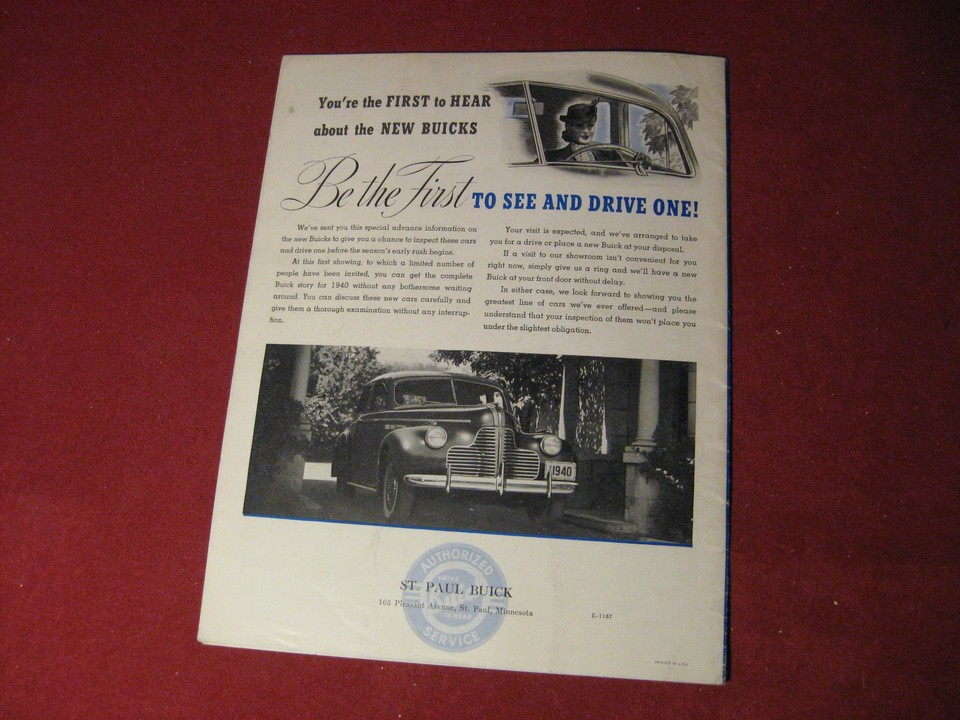 You're the FIRST to HEAR
about the NEW BUICKS
Be the First TO SEE AND DRIVE ONE!
We've sent you this special advance information on
the new Buicks to give you a chance to inspect these cars
and drive one before the season's early rush begins.
At this first showing, to which a limited number of
people have been invited, you can get the complete
Buick story for 1940 without any bothersome waiting
around. You can discuss these new cars carefully and
give them a thorough examination without any interrup-
tion.
Your visit is expected, and we've arranged to take
you for a drive or place a new Buick at your disposal.
If a visit to our showroom isn't convenient for you
right now, simply give us a ring and we'll have a new
Buick at your front door without delay.
In either case, we look forward to showing you the
greatest line of cars we've ever offered—and please
understand that your inspection of them won't place you
under the slightest obligation.
1940
AUTHORIZED
ST. PAUL BUICK
165 Pleasant Avenue, St. Paul, Minnesota
SERVICE
E-1187
PRINTED IN U.S.A.